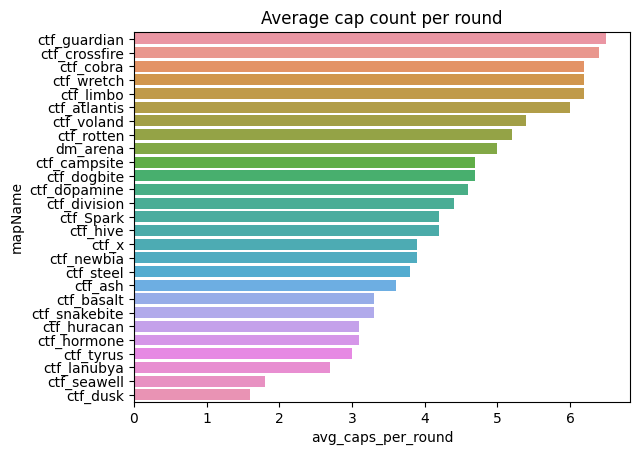 Average cap count per round
mapName
ctf_guardian
ctf_crossfire
ctf_cobra
ctf_wretch
ctf_limbo
ctf_atlantis
ctf_voland
ctf_rotten
dm_arena
ctf_campsite
ctf_dogbite
ctf_dopamine
ctf_division
ctf_Spark
ctf_hive
ctf_x
ctf_newbia
ctf_steel
ctf_ash
ctf_basalt
ctf_snakebite
ctf_huracan
ctf_hormone
ctf_tyrus
ctf_lanubya
ctf_seawell
ctf_dusk
0 1 2 3 4 5 6
avg_caps_per_round